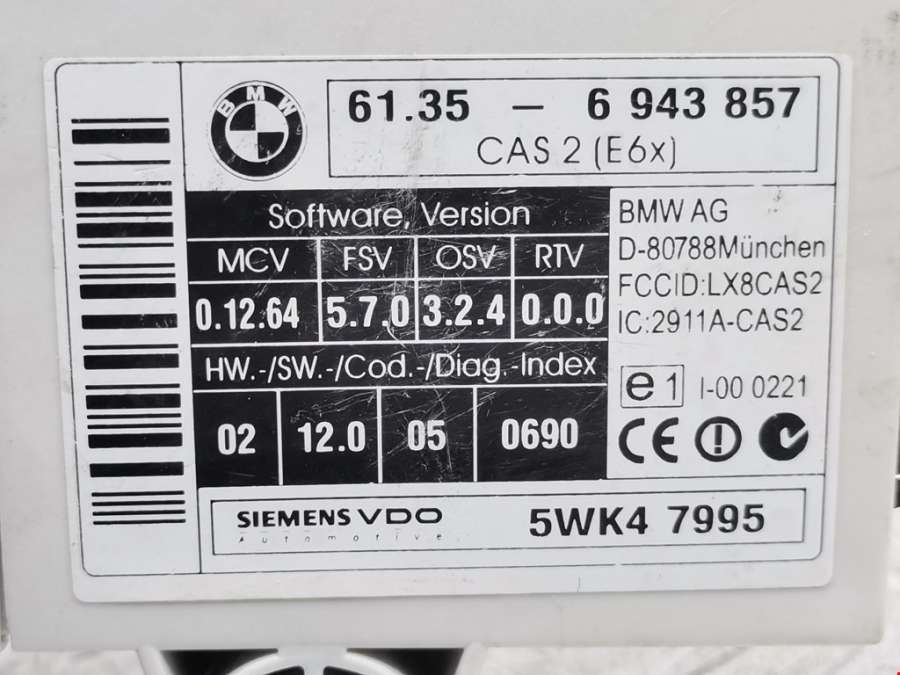 BMW
61.35 - 6 943 857
CAS 2 (E6x)
Software, Version
MCV FSV OSV RTV
0.12.64 5.7.0 3.2.4 0.0.0
HW.-/SW.-/Cod.-/Diag.-Index
02 12.0 05 0690
BMW AG
D-80788München
FCCID:LX8CAS2
IC:2911A-CAS2
e1 I-00 0221
CE
SIEMENS VDO
Automotive
5WK4 7995